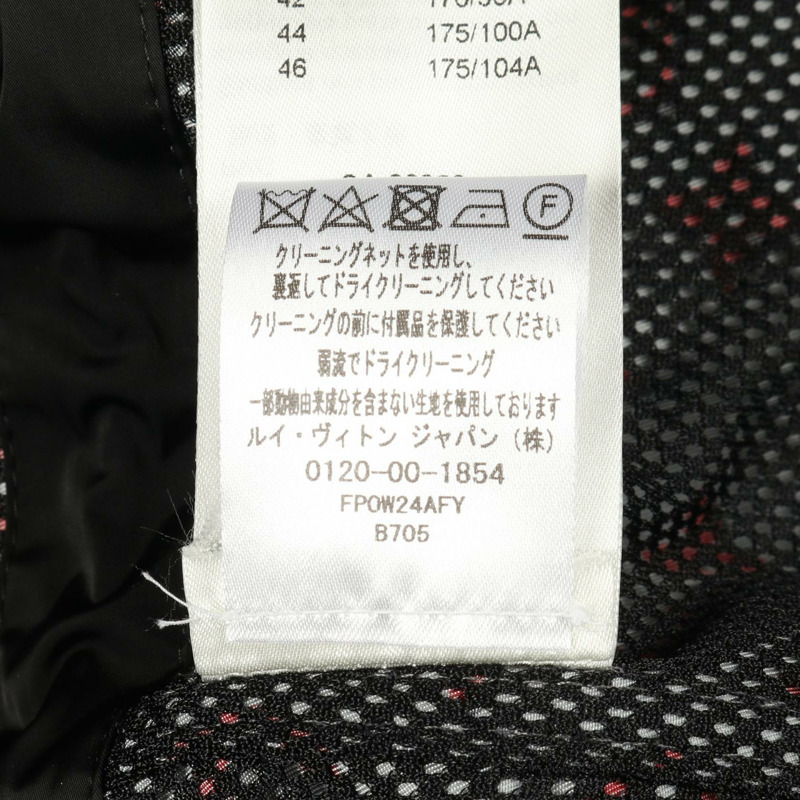 44 175/100A
46 175/104A
F
クリーニングネットを使用し、
裏返してドライクリーニングしてください
クリーニングの前に付属品を保護してください
弱流でドライクリーニング
一部動物由来成分を含まない生地を使用しております
ルイ・ヴィトン ジャパン（株）
0120-00-1854
FPOW24AFY
B705